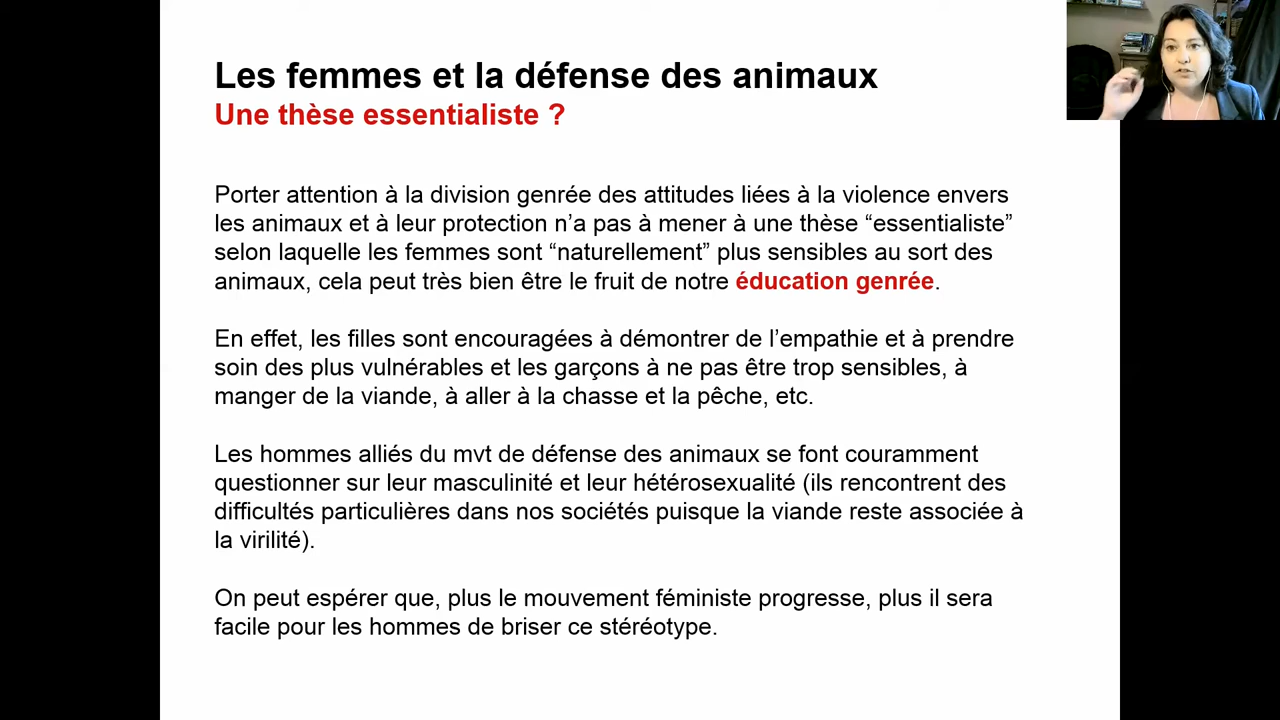 Les femmes et la défense des animaux
Une thèse essentialiste ?
Porter attention à la division genrée des attitudes liées à la violence envers
les animaux et à leur protection n’a pas à mener à une thèse “essentialiste”
selon laquelle les femmes sont “naturellement” plus sensibles au sort des
animaux, cela peut très bien être le fruit de notre éducation genrée.
En effet, les filles sont encouragées à démontrer de l’empathie et à prendre
soin des plus vulnérables et les garçons à ne pas être trop sensibles, à
manger de la viande, à aller à la chasse et la pêche, etc.
Les hommes alliés du mvt de défense des animaux se font couramment
questionner sur leur masculinité et leur hétérosexualité (ils rencontrent des
difficultés particulières dans nos sociétés puisque la viande reste associée à
la virilité).
On peut espérer que, plus le mouvement féministe progresse, plus il sera
facile pour les hommes de briser ce stéréotype.